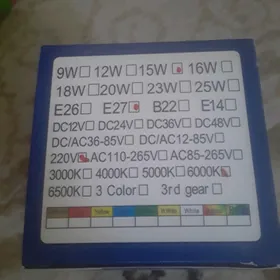 9W☐ 12W☐ 15W☑ 16W☐
18W☐ 20W☐ 23W☐ 25W☐
E26☐ E27☑ B22☐ E14☐
DC12V☐ DC24V☐ DC36V☐ DC48V☐
DC/AC36-85V☐ DC/AC12-85V☐
220V☑ AC110-265V☐ AC85-265V☐
3000K☐ 4000K☐ 5000K☐ 6000K☑
6500K☐ 3 Color☐ 3rd gear☐
Yellow White